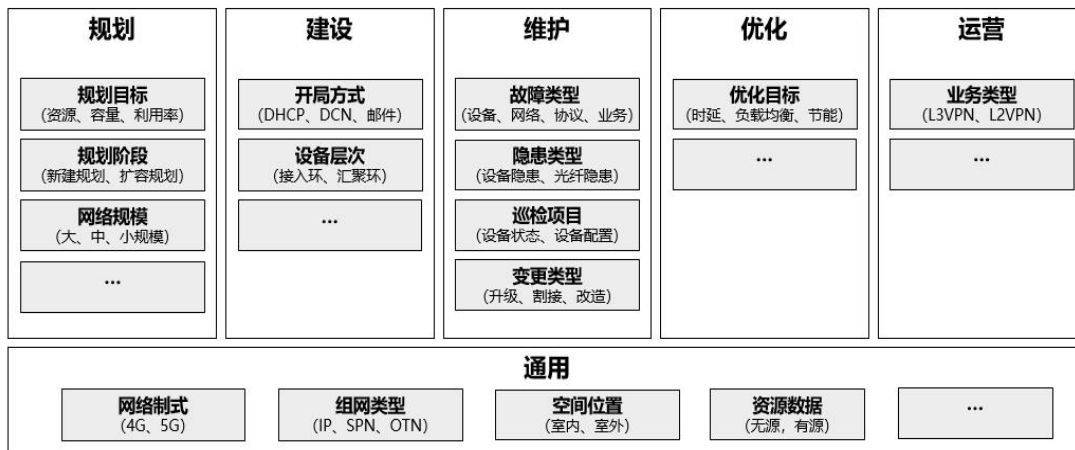 规划
规划目标
(资源、容量、利用率)
规划阶段
(新建规划、扩容规划)
网络规模
(大、中、小规模)
...
建设
开局方式
(DHCP、DCN、邮件)
设备层次
(接入环、汇聚环)
...
维护
故障类型
(设备、网络、协议、业务)
隐患类型
(设备隐患、光纤隐患)
巡检项目
(设备状态、设备配置)
变更类型
(升级、割接、改造)
优化
优化目标
(时延、负载均衡、节能)
...
运营
业务类型
(L3VPN、L2VPN)
...
通用
网络制式
(4G、5G)
组网类型
(IP、SPN、OTN)
空间位置
(室内、室外)
资源数据
(无源，有源)
...